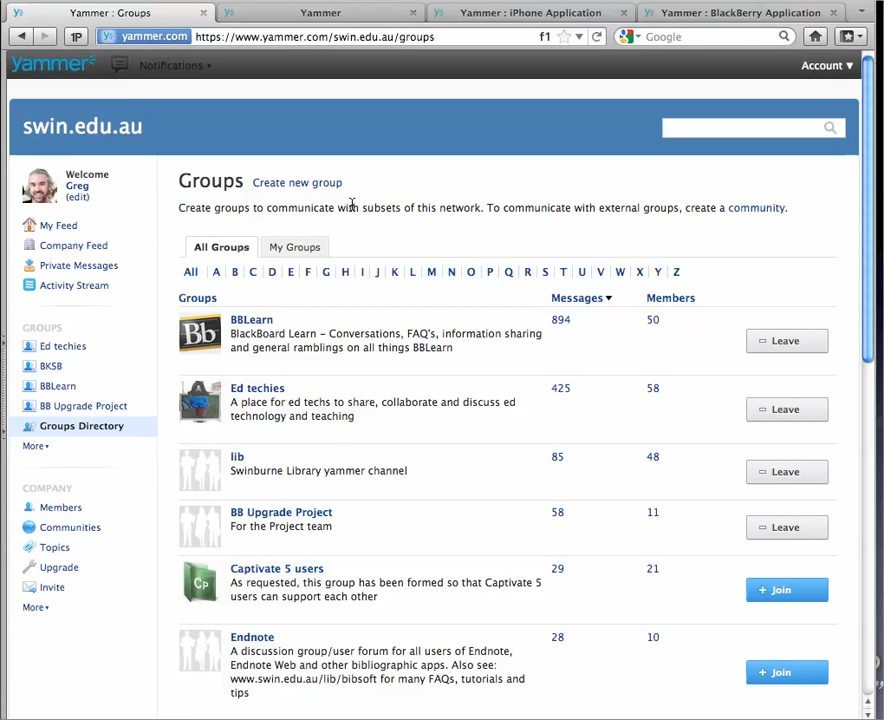 Yammer : Groups
Yammer
Yammer : iPhone Application
Yammer : BlackBerry Application
1P
yammer.com
https://www.yammer.com/swin.edu.au/groups
f1
Google
yammer
Notifications
Account
swin.edu.au
Welcome
Greg
(edit)
My Feed
Company Feed
Private Messages
Activity Stream
GROUPS
Ed techies
BKSB
BBLearn
BB Upgrade Project
Groups Directory
More
COMPANY
Members
Communities
Topics
Upgrade
Invite
More
Groups Create new group
Create groups to communicate with subsets of this network. To communicate with external groups, create a community.
All Groups My Groups
All A B C D E F G H I J K L M N O P Q R S T U V W X Y Z
Groups Messages Members
BBLearn 894 50
BlackBoard Learn – Conversations, FAQ's, information sharing
and general ramblings on all things BBLearn
Bb
Leave
Ed techies 425 58
A place for ed techs to share, collaborate and discuss ed
technology and teaching
Leave
lib 85 48
Swinburne Library yammer channel
Leave
BB Upgrade Project 58 11
For the Project team
Leave
Captivate 5 users 29 21
As requested, this group has been formed so that Captivate 5
users can support each other
Cp
+ Join
Endnote 28 10
A discussion group/user forum for all users of Endnote,
Endnote Web and other bibliographic apps. Also see:
www.swin.edu.au/lib/bibsoft for many FAQs, tutorials and
tips
+ Join